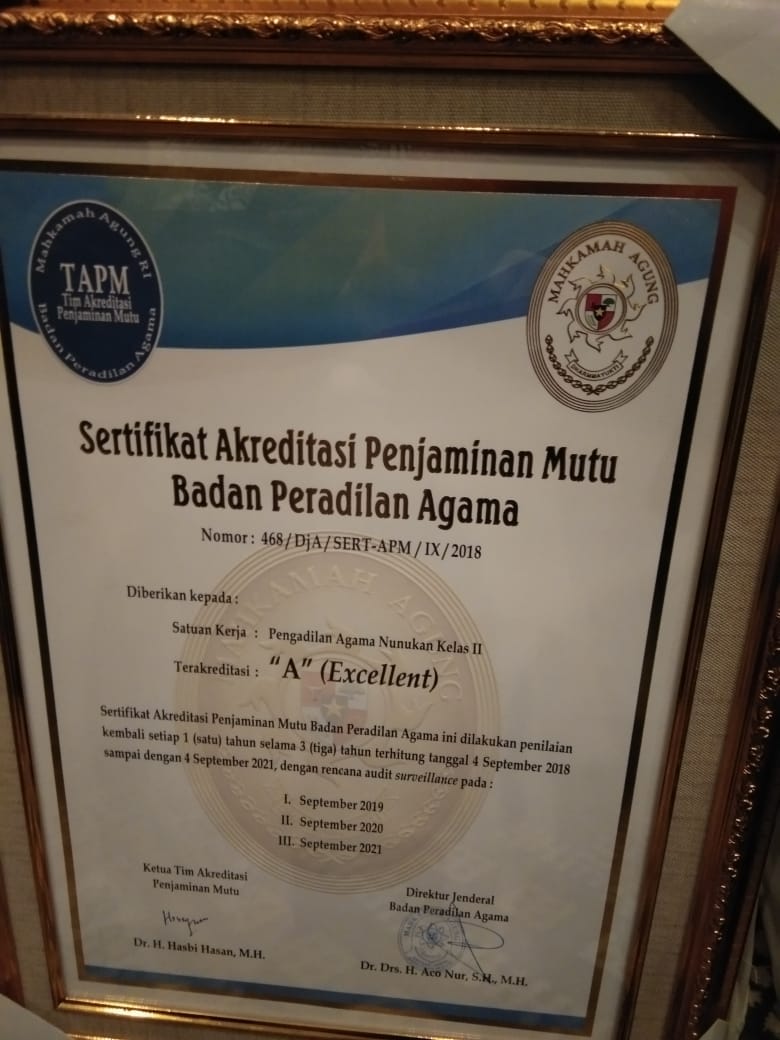 Mahkamah Agung RI
TAPM
Tim Akreditasi
Penjaminan Mutu
Badan Peradilan Agama
MAHKAMAH AGUNG
DHARMMAYUKTI
Sertifikat Akreditasi Penjaminan Mutu
Badan Peradilan Agama
Nomor : 468/DjA/SERT-APM/IX/2018
MAHKAMAH AGUNG
Diberikan kepada :
Satuan Kerja : Pengadilan Agama Nunukan Kelas II
Terakreditasi : "A" (Excellent)
Sertifikat Akreditasi Penjaminan Mutu Badan Peradilan Agama ini dilakukan penilaian
kembali setiap 1 (satu) tahun selama 3 (tiga) tahun terhitung tanggal 4 September 2018
sampai dengan 4 September 2021, dengan rencana audit surveillance pada :
I. September 2019
II. September 2020
III. September 2021
Ketua Tim Akreditasi
Penjaminan Mutu
Dr. H. Hasbi Hasan, M.H.
Direktur Jenderal
Badan Peradilan Agama
Dr. Drs. H. Aco Nur, S.H., M.H.